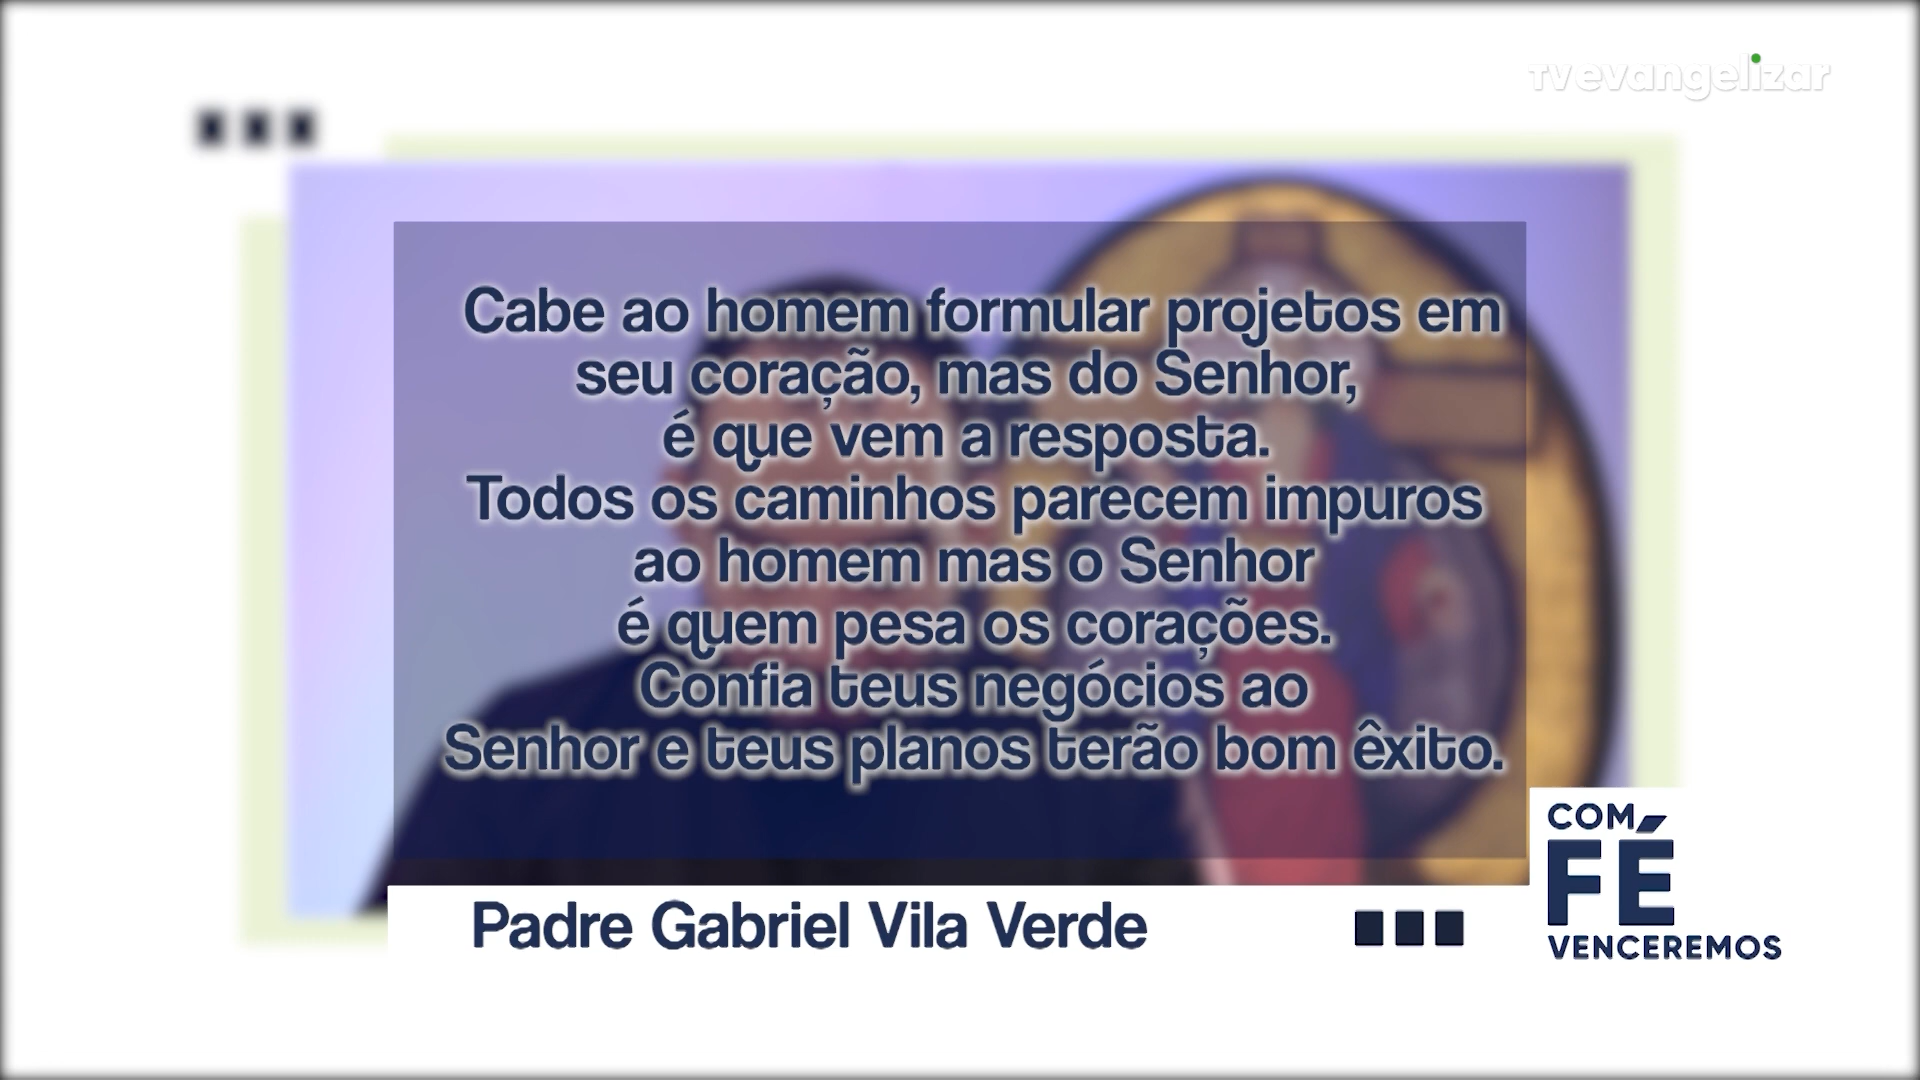 tvevangelizar
Cabe ao homem formular projetos em
seu coração, mas do Senhor,
é que vem a resposta.
Todos os caminhos parecem impuros
ao homem mas o Senhor
é quem pesa os corações.
Confia teus negócios ao
Senhor e teus planos terão bom êxito.
Padre Gabriel Vila Verde
COM
FÉ
VENCEREMOS